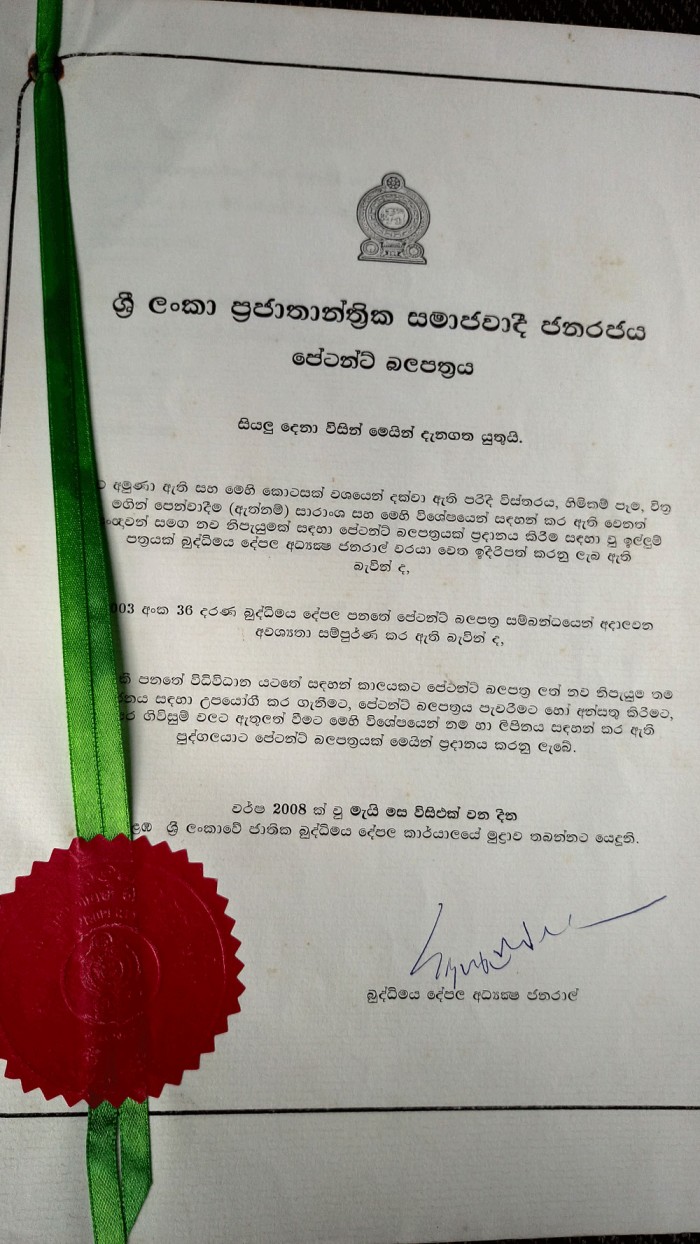 ශ්‍රී ලංකා ප්‍රජාතාන්ත්‍රික සමාජවාදී ජනරජය
පේටන්ට් බලපත්‍රය
සියලු දෙනා විසින් මෙයින් දැනගත යුතුයි.
අමුණා ඇති සහ මෙහි කොටසක් වශයෙන් දක්වා ඇති පරිදි විස්තරය, හිමිකම් පෑම, චිත්‍ර
මගින් පෙන්වාදීම (ඇත්නම්) සාරාංශ සහ මෙහි විශේෂයෙන් සඳහන් කර ඇති වෙනත්
සමග නව නිපැයුමක් සඳහා පේටන්ට් බලපත්‍රයක් ප්‍රදානය කිරීම සඳහා වූ ඉල්ලුම්
පත්‍රයක් බුද්ධිමය දේපල අධ්‍යක්ෂ ජනරාල් වරයා වෙත ඉදිරිපත් කරනු ලැබ ඇති
බැවින් ද,
003 අංක 36 දරණ බුද්ධිමය දේපල පනතේ පේටන්ට් බලපත්‍ර සම්බන්ධයෙන් අදාලවන
අවශ්‍යතා සම්පූර්ණ කර ඇති බැවින් ද,
පනතේ විධිවිධාන යටතේ සඳහන් කාලයකට පේටන්ට් බලපත්‍ර ලත් නව නිපැයුම තම
සඳහා උපයෝගී කර ගැනීමට, පේටන්ට් බලපත්‍රය පැවරීමට හෝ අන්සතු කිරීමට,
ගිවිසුම් වලට ඇතුලත් වීමට මෙහි විශේෂයෙන් නම හා ලිපිනය සඳහන් කර ඇති
පුද්ගලයාට පේටන්ට් බලපත්‍රයක් මෙයින් ප්‍රදානය කරනු ලැබේ.
වර්ෂ 2008 ක් වූ මැයි මස විසිඑක් වන දින
ශ්‍රී ලංකාවේ ජාතික බුද්ධිමය දේපල කාර්යාලයේ මුද්‍රාව තබන්නට යෙදුනි.
බුද්ධිමය දේපල අධ්‍යක්ෂ ජනරාල්